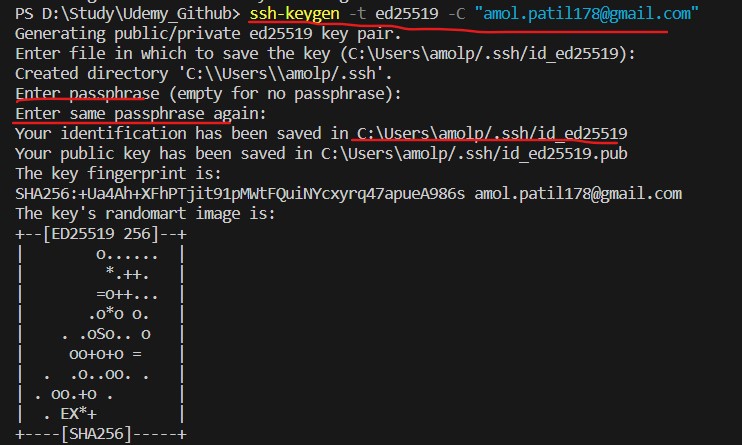 PS D:\Study\Udemy_Github> ssh-keygen -t ed25519 -C "amol.patil178@gmail.com"
Generating public/private ed25519 key pair.
Enter file in which to save the key (C:\Users\amolp/.ssh/id_ed25519):
Created directory 'C:\\Users\\amolp/.ssh'.
Enter passphrase (empty for no passphrase):
Enter same passphrase again:
Your identification has been saved in C:\Users\amolp/.ssh/id_ed25519
Your public key has been saved in C:\Users\amolp/.ssh/id_ed25519.pub
The key fingerprint is:
SHA256:+Ua4Ah+XFhPTjit91pMWtFQuiNYcxyrq47apueA986s amol.patil178@gmail.com
The key's randomart image is:
+--[ED25519 256]--+
|        o......  |
|         *.++.   |
|        =o++...  |
|       .o*o o.   |
|    . .oSo.. o   |
|     oo+o+o =    |
|  .  .o..oo. .   |
| . oo.+o .       |
|  . EX*+         |
+----[SHA256]-----+